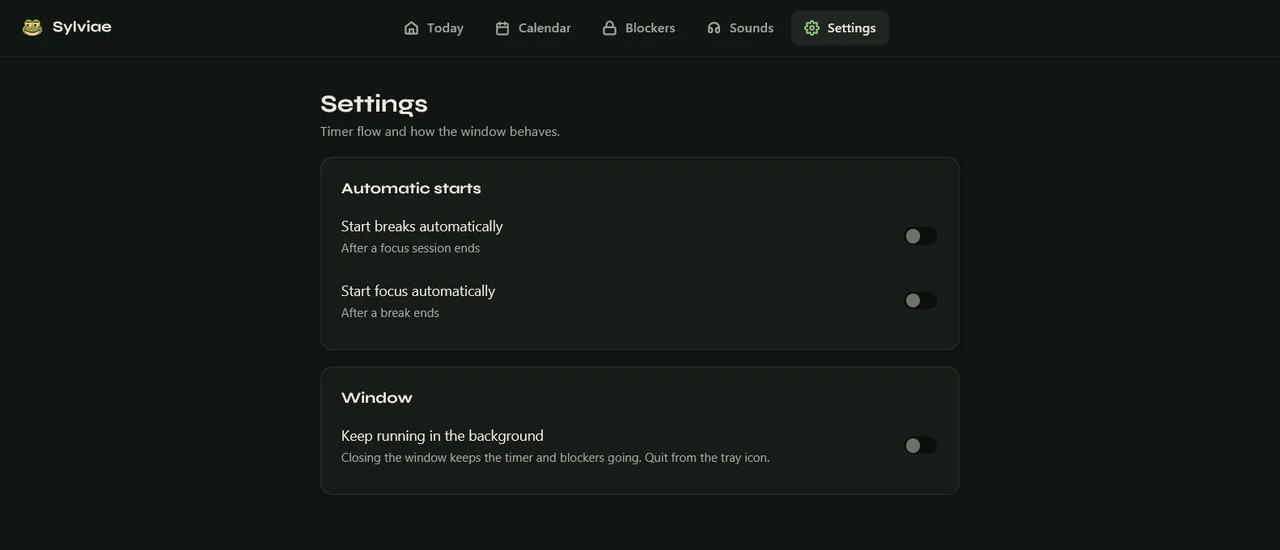 Sylviae
Today
Calendar
Blockers
Sounds
Settings
Settings
Timer flow and how the window behaves.
Automatic starts
Start breaks automatically
After a focus session ends
Start focus automatically
After a break ends
Window
Keep running in the background
Closing the window keeps the timer and blockers going. Quit from the tray icon.